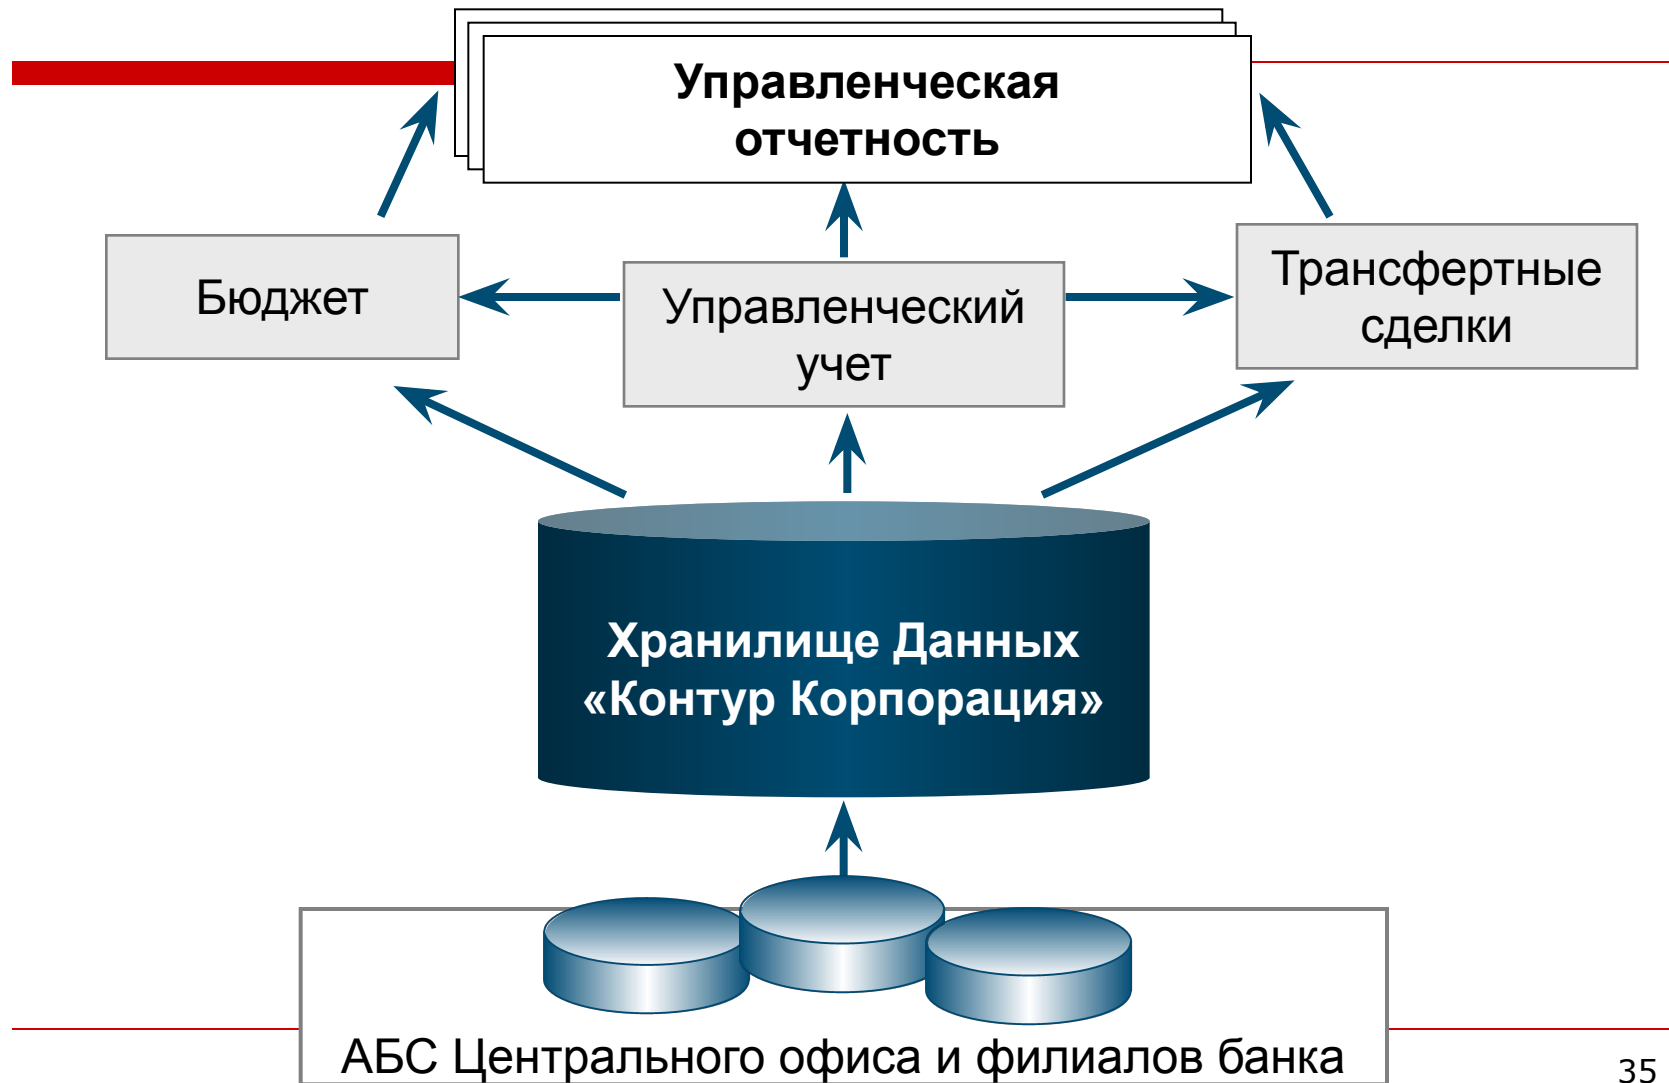 Управленческая
отчетность
Бюджет
Управленческий
учет
Трансфертные
сделки
Хранилище Данных
«Контур Корпорация»
АБС Центрального офиса и филиалов банка
35